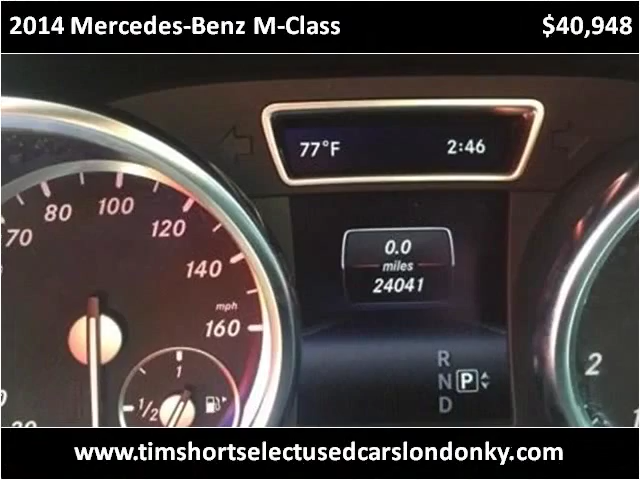 2014 Mercedes-Benz M-Class $40,948
77°F 2:46
70 80 100 120 140 160
mph
0.0
miles
24041
R
N P
D
1/2 1
2
www.timshortselectusedcarslondonky.com